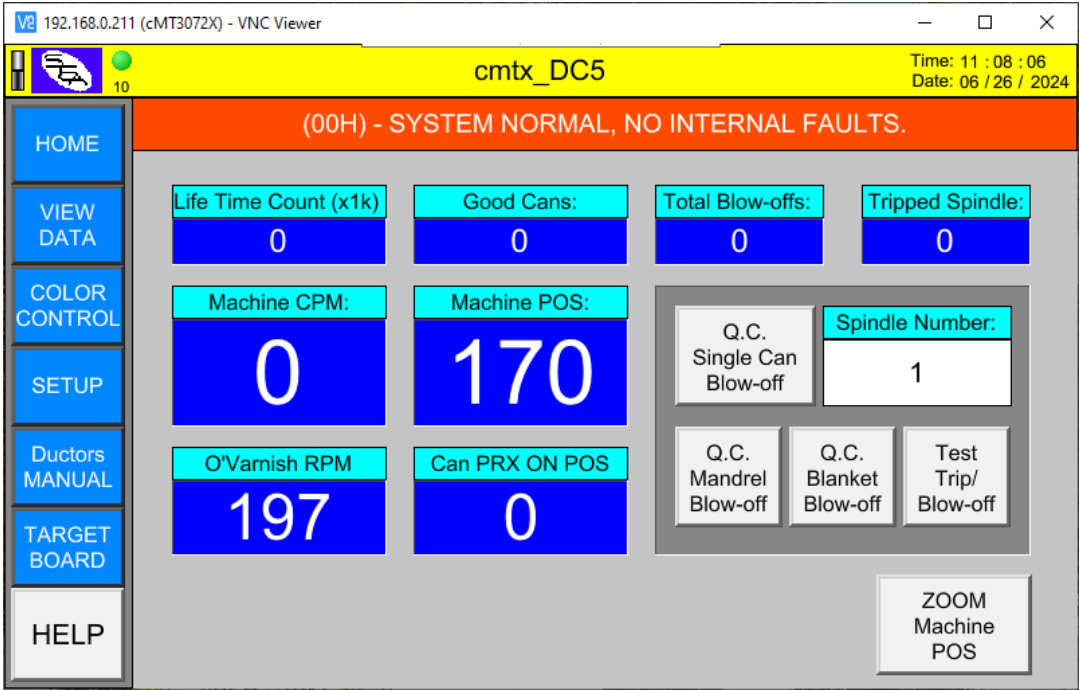 192.168.0.211 (cMT3072X) - VNC Viewer
10
cmtx_DC5
Time: 11 : 08 : 06
Date: 06 / 26 / 2024
(00H) - SYSTEM NORMAL, NO INTERNAL FAULTS.
HOME
VIEW
DATA
COLOR
CONTROL
SETUP
Ductors
MANUAL
TARGET
BOARD
HELP
Life Time Count (x1k)
0
Good Cans:
0
Total Blow-offs:
0
Tripped Spindle:
0
Machine CPM:
0
Machine POS:
170
Q.C.
Single Can
Blow-off
Spindle Number:
1
O'Varnish RPM
197
Can PRX ON POS
0
Q.C.
Mandrel
Blow-off
Q.C.
Blanket
Blow-off
Test
Trip/
Blow-off
ZOOM
Machine
POS